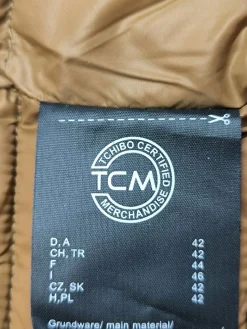 TCHIBO CERTIFIED
TCM
MERCHANDISE
D, A 42
CH, TR 42
F 44
I 46
CZ, SK 42
H,PL 42
Grundware/ main material/